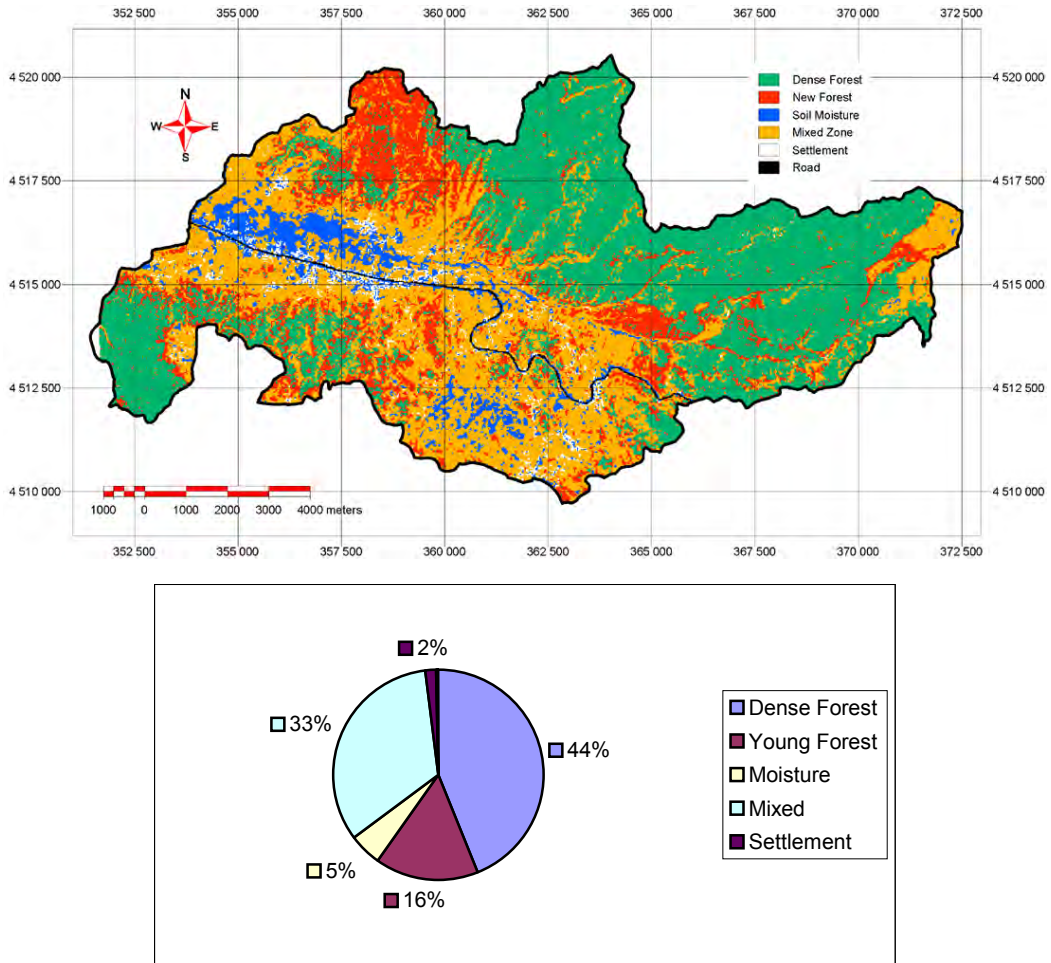 352 500 355 000 357 500 360 000 362 500 365 000 367 500 370 000 372 500
4 520 000 4 520 000
Dense Forest
New Forest
Soil Moisture
Mixed Zone
Settlement
Road
N
W E
S
4 517 500 4 517 500
4 515 000 4 515 000
4 512 500 4 512 500
4 510 000 4 510 000
1000 0 1000 2000 3000 4000 meters
352 500 355 000 357 500 360 000 362 500 365 000 367 500 370 000 372 500
2%
33%
44%
5%
16%
Dense Forest
Young Forest
Moisture
Mixed
Settlement